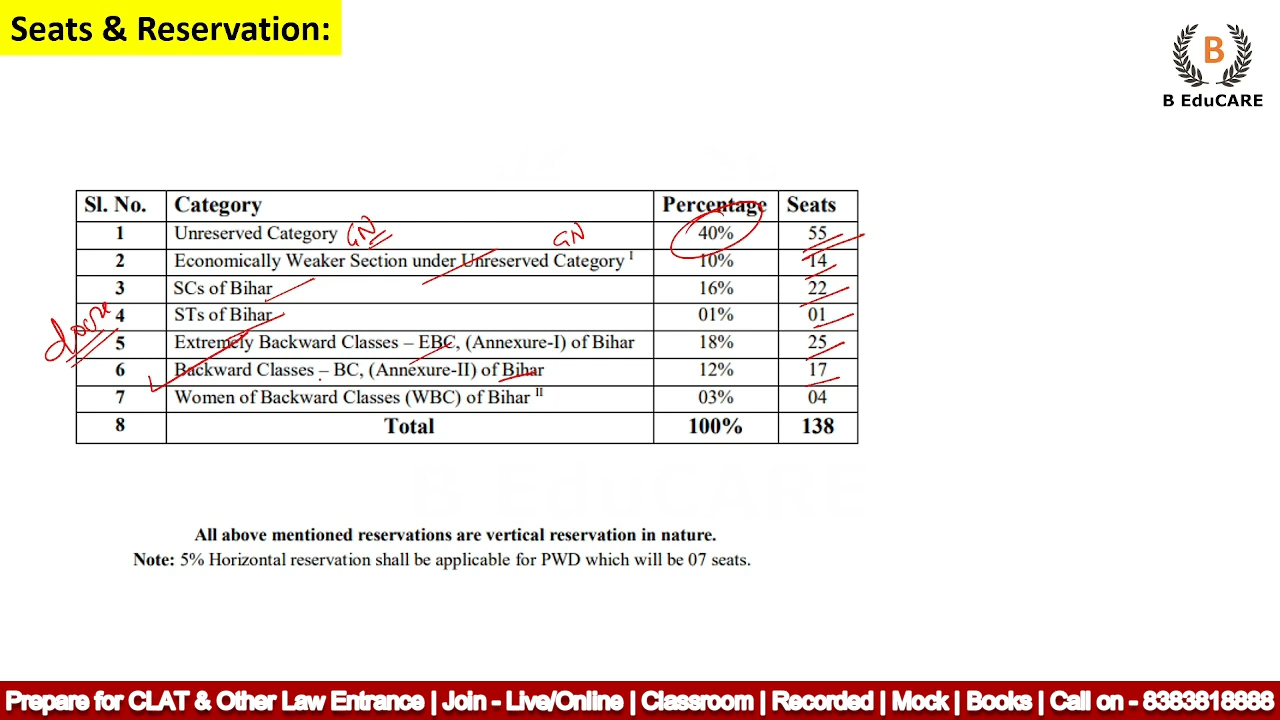 Seats & Reservation:
B
B EduCARE
Sl. No. Category Percentage Seats
1 Unreserved Category GN 40% 55
2 Economically Weaker Section under Unreserved Category I GN 10% 14
3 SCs of Bihar 16% 22
4 STs of Bihar 01% 01
5 Extremely Backward Classes – EBC, (Annexure-I) of Bihar 18% 25
6 Backward Classes – BC, (Annexure-II) of Bihar 12% 17
7 Women of Backward Classes (WBC) of Bihar II 03% 04
8 Total 100% 138
B EduCARE
All above mentioned reservations are vertical reservation in nature.
Note: 5% Horizontal reservation shall be applicable for PWD which will be 07 seats.
Prepare for CLAT & Other Law Entrance | Join - Live/Online | Classroom | Recorded | Mock | Books | Call on - 8383818888